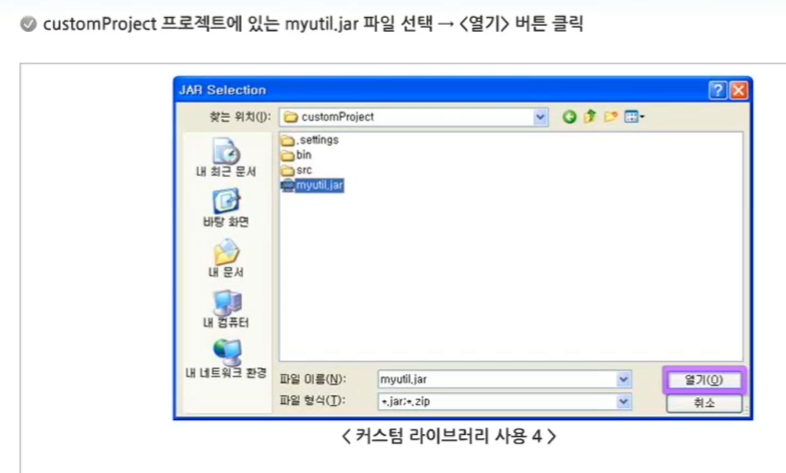 customProject 프로젝트에 있는 myutil.jar 파일 선택 → <열기> 버튼 클릭
JAR Selection
찾는 위치(I):
customProject
.settings
bin
src
myutil.jar
내 최근 문서
바탕 화면
내 문서
내 컴퓨터
내 네트워크 환경
파일 이름(N):
myutil.jar
열기(O)
파일 형식(T):
*.jar;*.zip
취소
< 커스텀 라이브러리 사용 4 >